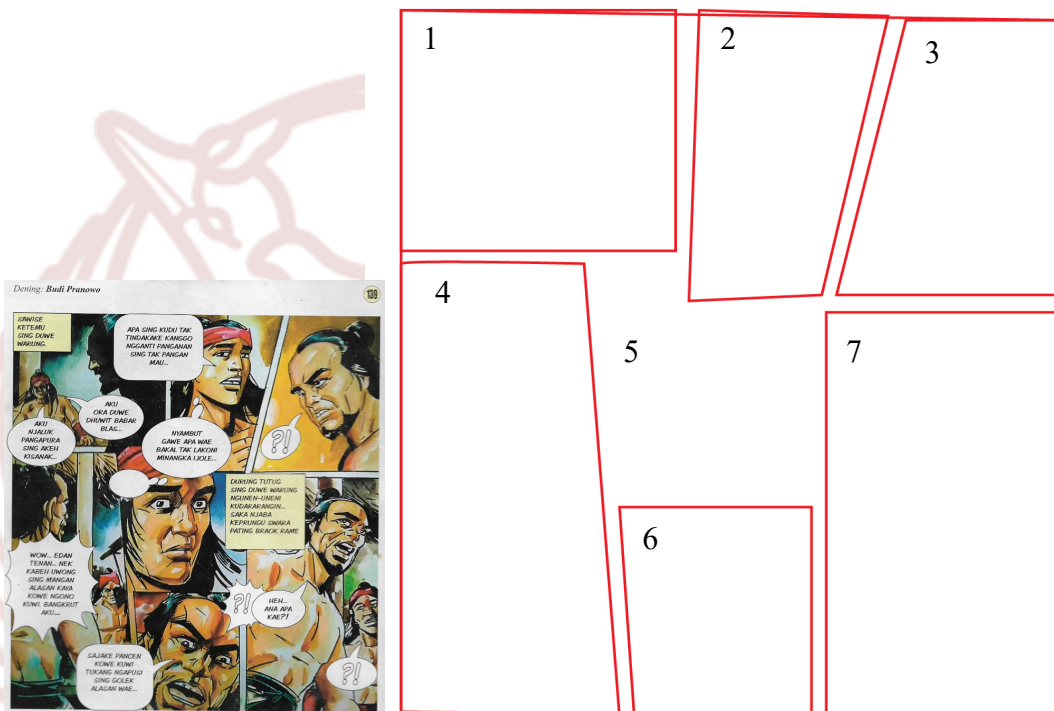 Dening: Budi Pranowo
139
SAWISE
KETEMU
SING DUWE
WARUNG.
APA SING KUDU TAK
TINDAKAKE KANGGO
NGGANTI PANGANAN
SING TAK PANGAN
MAU...
AKU
ORA DUWE
DHUWIT BABAR
BLAS...
AKU
NJALUK
PANGAPURA
SING AKEH
KISANAK...
NYAMBUT
GAWE APA WAE
BAKAL TAK LAKONI
MINANGKA IJOLE...
?!
DURUNG TUTUG
SING DUWE WARUNG
NGUNEN-UNENI
KUDARARANGIN...
SAKA NJABA
KEPRUNGU SWARA
PATING BRAOK RAME
WOW... EDAN
TENAN... NEK
KABEH UWONG
SING MANGAN
ALASAN KAYA
KOWE NGONO
KUWI. BANGKRUT
AKU....
?!
HEH...
ANA APA
KAE?!
SAJAKE PANCEN
KOWE KUWI
TUKANG NGAPUSI
SING GOLEK
ALASAN WAE...
?!
1
2
3
4
5
6
7